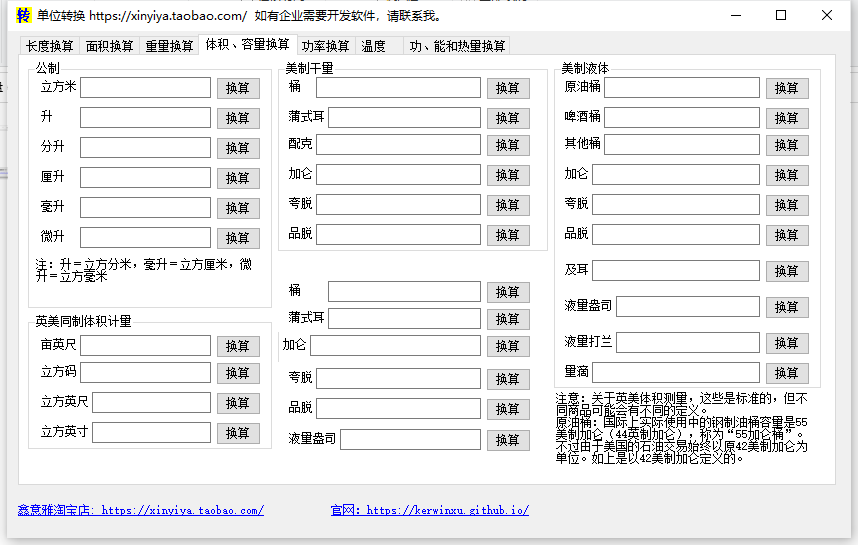 转 单位转换 https://xinyiya.taobao.com/ 如有企业需要开发软件，请联系我。
长度换算 面积换算 重量换算 体积、容量换算 功率换算 温度 功、能和热量换算
公制
立方米 换算
升 换算
分升 换算
厘升 换算
毫升 换算
微升 换算
注：升＝立方分米，毫升＝立方厘米，微
升＝立方毫米
英美同制体积计量
亩英尺 换算
立方码 换算
立方英尺 换算
立方英寸 换算
美制干量
桶 换算
蒲式耳 换算
配克 换算
加仑 换算
夸脱 换算
品脱 换算
桶 换算
蒲式耳 换算
加仑 换算
夸脱 换算
品脱 换算
液量盎司 换算
美制液体
原油桶 换算
啤酒桶 换算
其他桶 换算
加仑 换算
夸脱 换算
品脱 换算
及耳 换算
液量盎司 换算
液量打兰 换算
量滴 换算
注意：关于英美体积测量，这些是标准的，但不
同商品可能会有不同的定义。
原油桶：国际上实际使用中的钢制油桶容量是55
美制加仑（44英制加仑），称为“55加仑桶”。
不过由于美国的石油交易始终以原42美制加仑为
单位。如上是以42美制加仑定义的。
鑫意雅淘宝店：https://xinyiya.taobao.com/ 官网：https://kerwinxu.github.io/